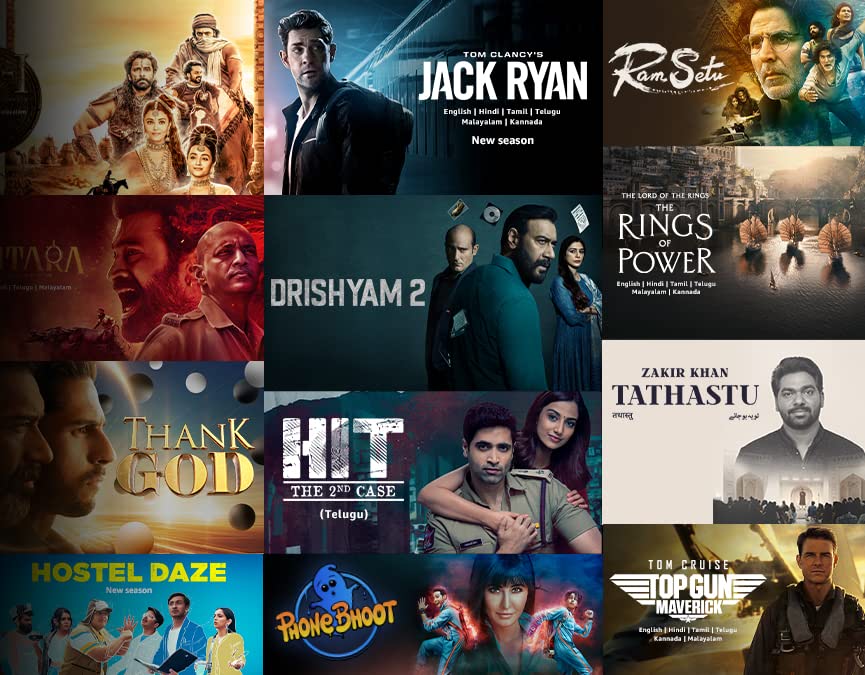 TARA
Telugu | Malayalam
THANK
GOD
HOSTEL DAZE
New season
TOM CLANCY'S
JACK RYAN
English | Hindi | Tamil | Telugu
Malayalam | Kannada
New season
DRISHYAM 2
HIT
THE 2ND CASE
(Telugu)
PHONE BHOOT
Ram Setu
THE LORD OF THE RINGS
THE
RINGS
OF
POWER
English | Hindi | Tamil | Telugu
Malayalam | Kannada
ZAKIR KHAN
TATHASTU
तथास्तु
TOM CRUISE
TOP GUN
MAVERICK
English | Hindi | Tamil | Telugu
Kannada | Malayalam